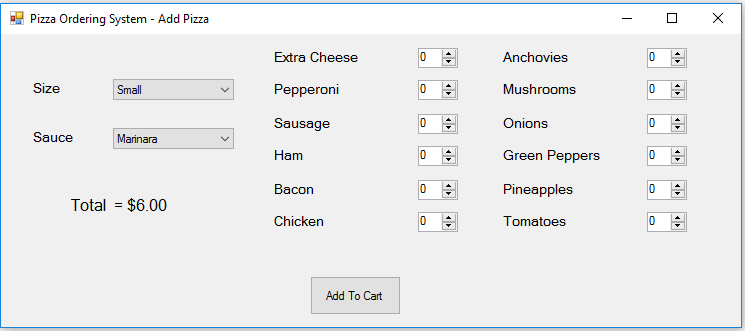 Pizza Ordering System - Add Pizza
Extra Cheese 0 Anchovies 0
Size Small Pepperoni 0 Mushrooms 0
Sausage 0 Onions 0
Sauce Marinara Ham 0 Green Peppers 0
Bacon 0 Pineapples 0
Total = $6.00 Chicken 0 Tomatoes 0
Add To Cart